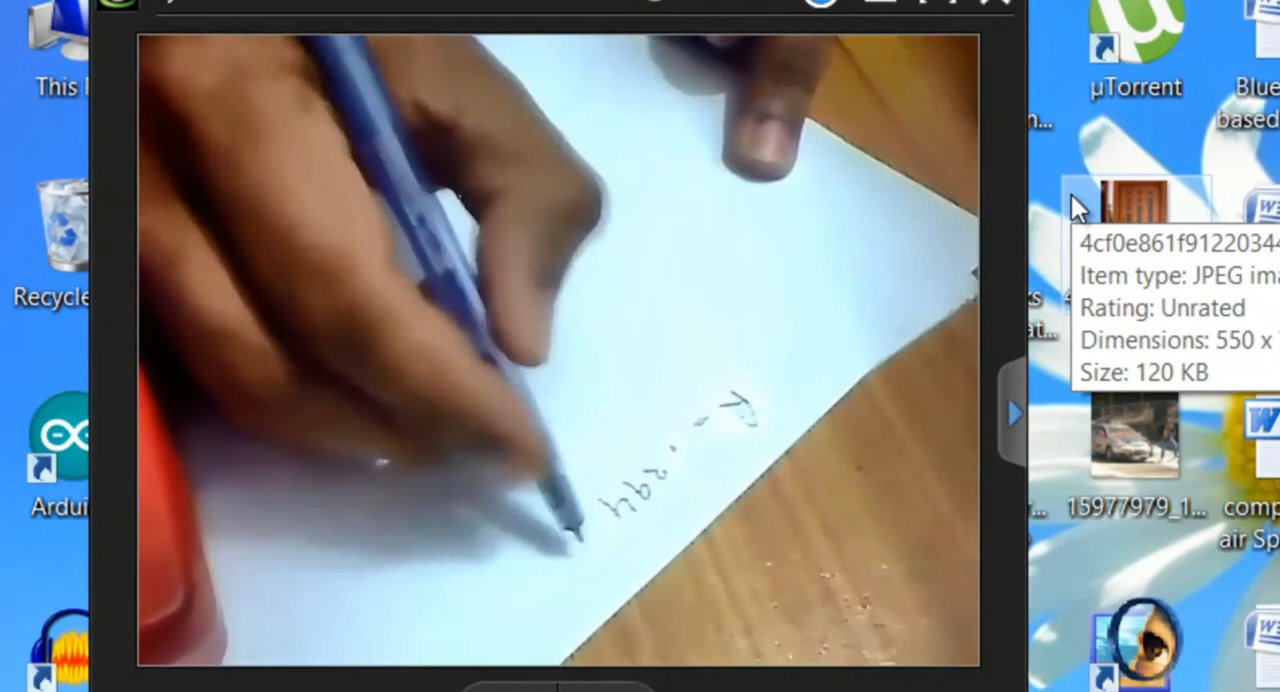 This
Recycle
Ardui
µTorrent
Blue
based
n...
4cf0e861f9122034
Item type: JPEG ima
Rating: Unrated
Dimensions: 550 x
Size: 120 KB
at...
15977979_1...
comp
air Sp